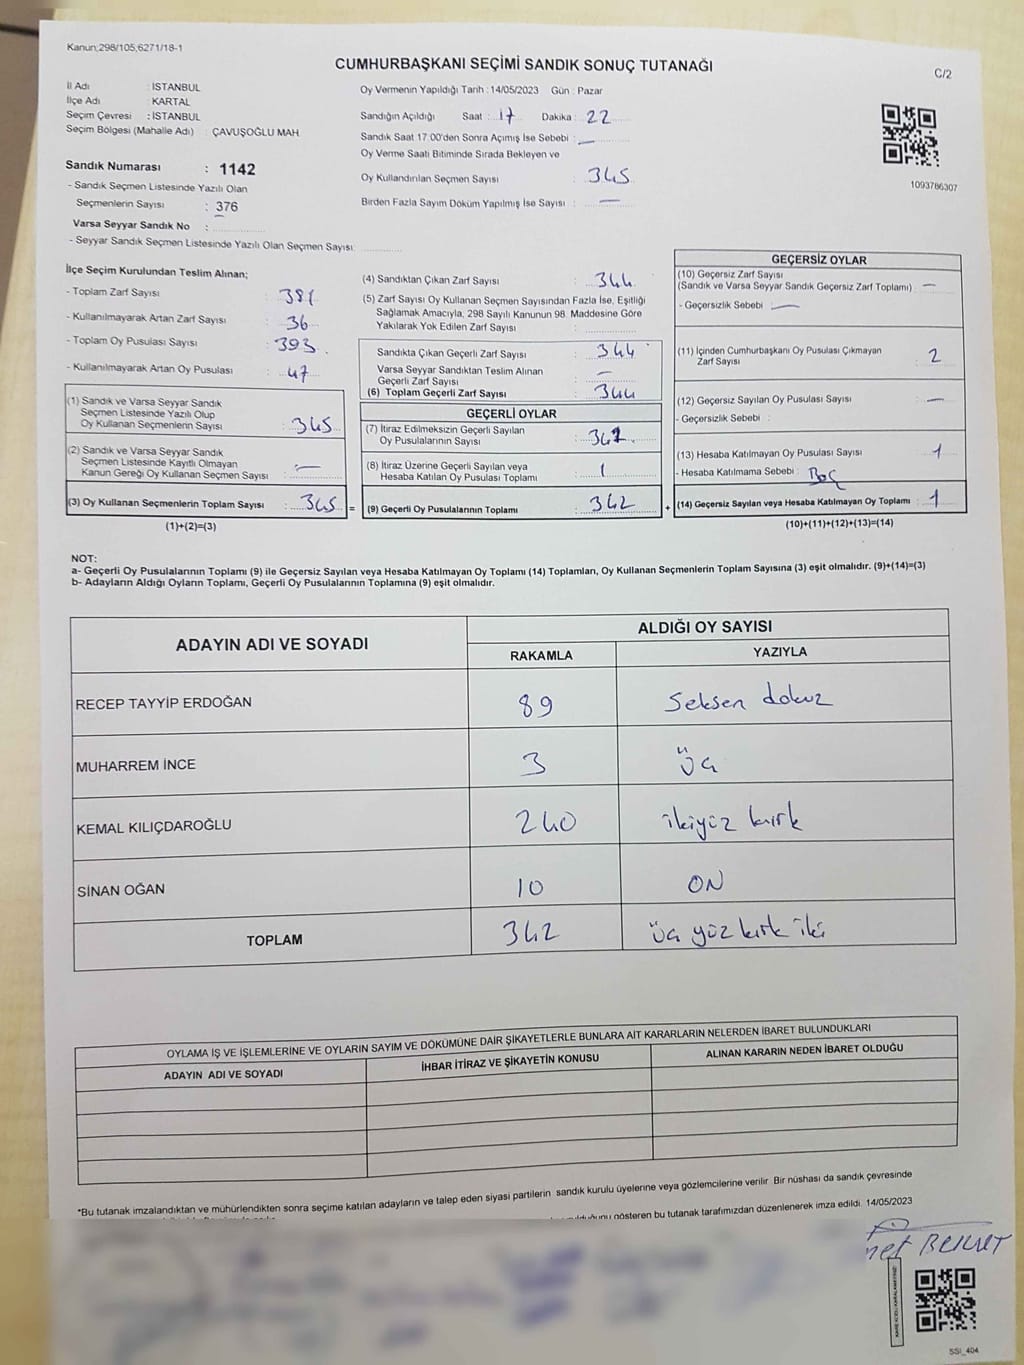 Kanun;298/105;6271/18-1
CUMHURBAŞKANI SEÇİMİ SANDIK SONUÇ TUTANAĞI
C/2
İl Adı : İSTANBUL
İlçe Adı : KARTAL
Seçim Çevresi : İSTANBUL
Seçim Bölgesi (Mahalle Adı) : ÇAVUŞOĞLU MAH
Sandık Numarası : 1142
- Sandık Seçmen Listesinde Yazılı Olan
Seçmenlerin Sayısı : 376
Varsa Seyyar Sandık No :
- Seyyar Sandık Seçmen Listesinde Yazılı Olan Seçmen Sayısı:
Oy Vermenin Yapıldığı Tarih : 14/05/2023 Gün : Pazar
Sandığın Açıldığı Saat : 17 Dakika : 22
Sandık Saat 17:00'den Sonra Açımış İse Sebebi : —
Oy Verme Saati Bitiminde Sırada Bekleyen ve
Oy Kullandırılan Seçmen Sayısı : 345
Birden Fazla Sayım Döküm Yapılmış İse Sayısı : —
1093786307
İlçe Seçim Kurulundan Teslim Alınan;
- Toplam Zarf Sayısı : 381
- Kullanılmayarak Artan Zarf Sayısı : 36
- Toplam Oy Pusulası Sayısı : 393
- Kullanılmayarak Artan Oy Pusulası : 47
(1) Sandık ve Varsa Seyyar Sandık
Seçmen Listesinde Yazılı Olup
Oy Kullanan Seçmenlerin Sayısı : 345
(2) Sandık ve Varsa Seyyar Sandık
Seçmen Listesinde Kayıtlı Olmayan
Kanun Gereği Oy Kullanan Seçmen Sayısı : —
(3) Oy Kullanan Seçmenlerin Toplam Sayısı : 345 =
(1)+(2)=(3)
(4) Sandıktan Çıkan Zarf Sayısı : 344
(5) Zarf Sayısı Oy Kullanan Seçmen Sayısından Fazla İse, Eşitliği
Sağlamak Amacıyla, 298 Sayılı Kanunun 98. Maddesine Göre
Yakılarak Yok Edilen Zarf Sayısı :
Sandıkta Çıkan Geçerli Zarf Sayısı : 344
Varsa Seyyar Sandıktan Teslim Alınan
Geçerli Zarf Sayısı : —
(6) Toplam Geçerli Zarf Sayısı : 344
GEÇERLİ OYLAR
(7) İtiraz Edilmeksizin Geçerli Sayılan
Oy Pusulalarının Sayısı :
(8) İtiraz Üzerine Geçerli Sayılan veya
Hesaba Katılan Oy Pusulası Toplamı : 1
(9) Geçerli Oy Pusulalarının Toplamı : 342 +
GEÇERSİZ OYLAR
(10) Geçersiz Zarf Sayısı
(Sandık ve Varsa Seyyar Sandık Geçersiz Zarf Toplamı) : —
- Geçersizlik Sebebi : —
(11) İçinden Cumhurbaşkanı Oy Pusulası Çıkmayan
Zarf Sayısı : 2
(12) Geçersiz Sayılan Oy Pusulası Sayısı : —
- Geçersizlik Sebebi :
(13) Hesaba Katılmayan Oy Pusulası Sayısı : 1
- Hesaba Katılmama Sebebi : Boş
(14) Geçersiz Sayılan veya Hesaba Katılmayan Oy Toplamı : 1
(10)+(11)+(12)+(13)=(14)
NOT:
a- Geçerli Oy Pusulalarının Toplamı (9) ile Geçersiz Sayılan veya Hesaba Katılmayan Oy Toplamı (14) Toplamları, Oy Kullanan Seçmenlerin Toplam Sayısına (3) eşit olmalıdır. (9)+(14)=(3)
b- Adayların Aldığı Oyların Toplamı, Geçerli Oy Pusulalarının Toplamına (9) eşit olmalıdır.
ADAYIN ADI VE SOYADI ALDIĞI OY SAYISI
RAKAMLA YAZIYLA
RECEP TAYYİP ERDOĞAN 89 Seksen dokuz
MUHARREM İNCE 3 Üç
KEMAL KILIÇDAROĞLU 240 ikiyüz kırk
SİNAN OĞAN 10 ON
TOPLAM 342 üç yüz kırk iki
OYLAMA İŞ VE İŞLEMLERİNE VE OYLARIN SAYIM VE DÖKÜMÜNE DAİR ŞİKAYETLERLE BUNLARA AİT KARARLARIN NELERDEN İBARET BULUNDUKLARI
ADAYIN ADI VE SOYADI İHBAR İTİRAZ VE ŞİKAYETİN KONUSU ALINAN KARARIN NEDEN İBARET OLDUĞU
*Bu tutanak imzalandıktan ve mühürlendikten sonra seçime katılan adayların ve talep eden siyasi partilerin sandık kurulu üyelerine veya gözlemcilerine verilir. Bir nüshası da sandık çevresinde
gösteren bu tutanak tarafımızdan düzenlenerek imza edildi. 14/05/2023
SSI_404